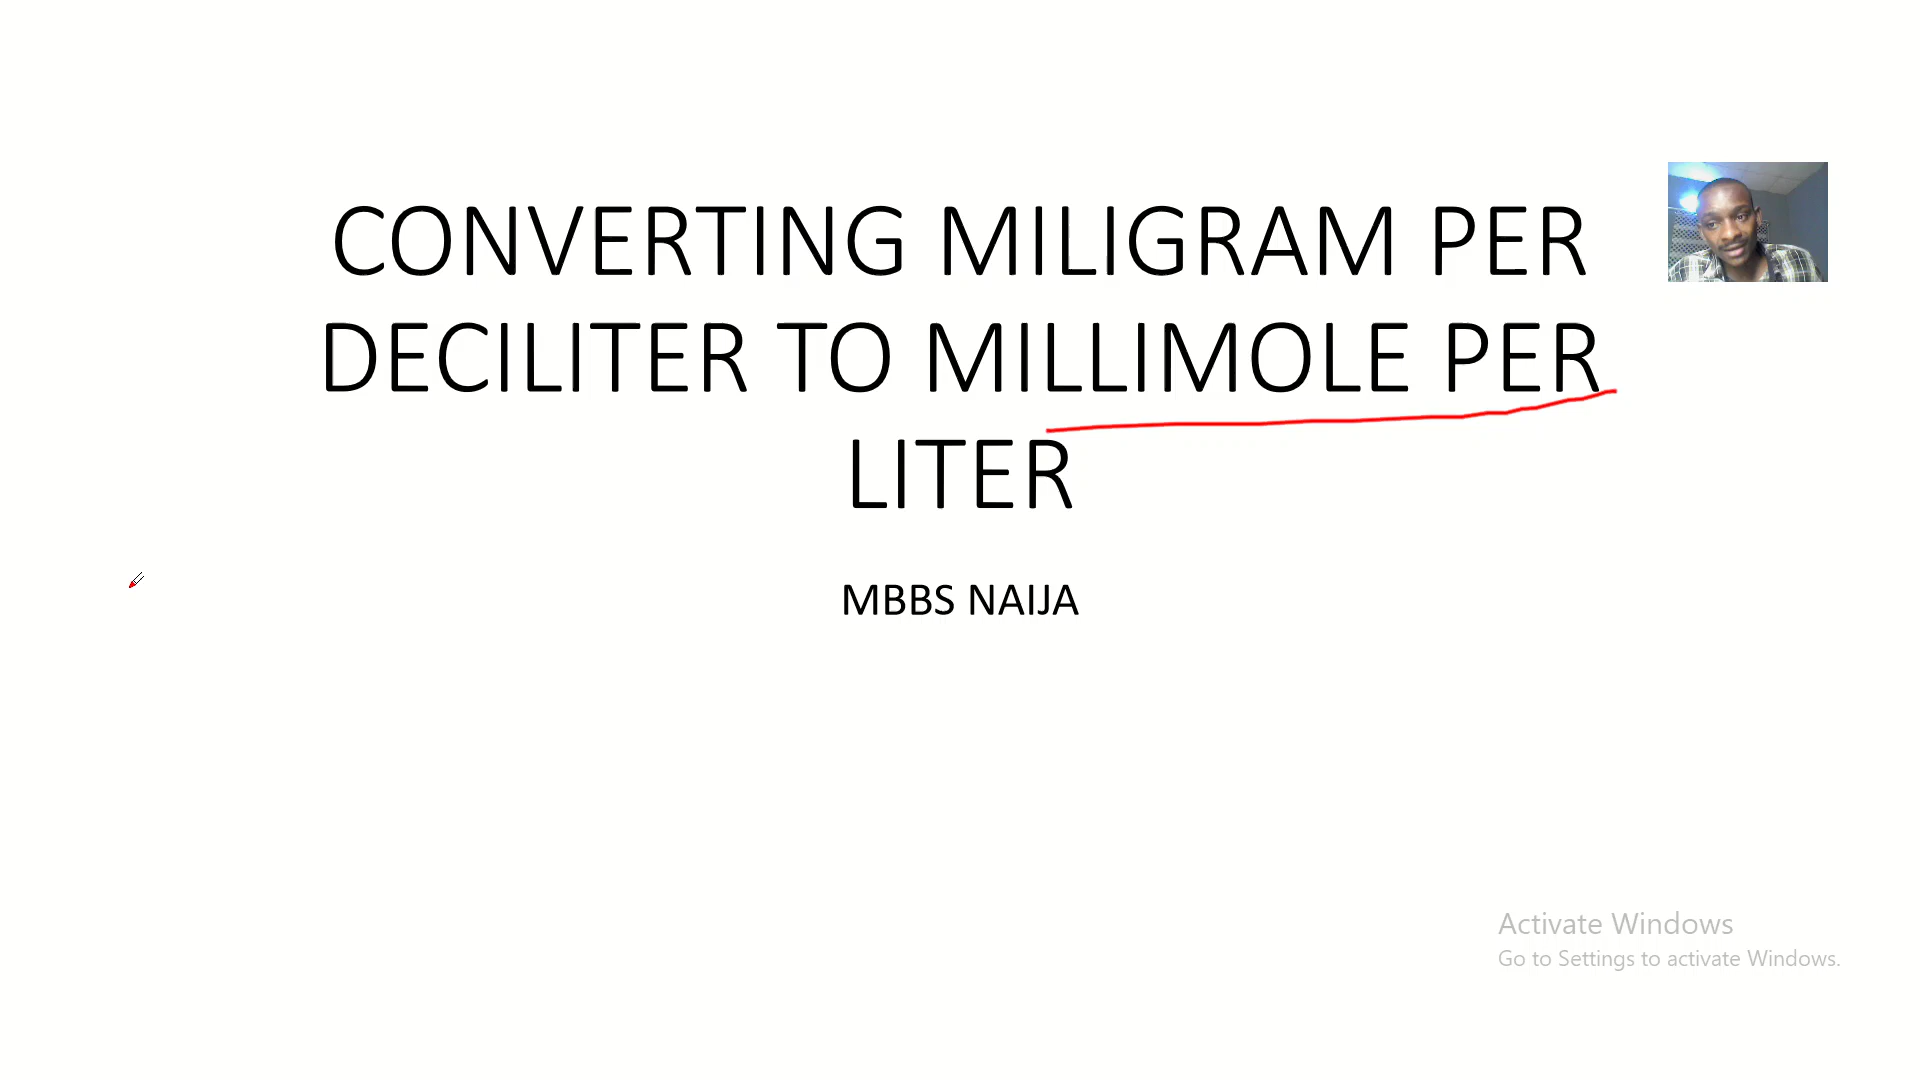 CONVERTING MILIGRAM PER
DECILITER TO MILLIMOLE PER
LITER
MBBS NAIJA
Activate Windows
Go to Settings to activate Windows.